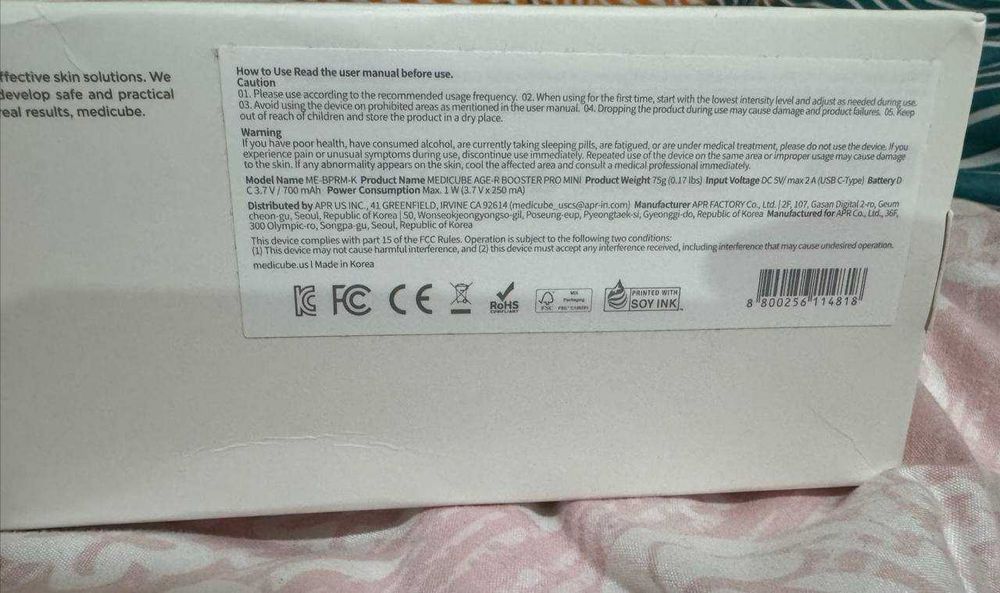 ffective skin solutions. We
develop safe and practical
real results, medicube.
How to Use Read the user manual before use.
Caution
01. Please use according to the recommended usage frequency. 02. When using for the first time, start with the lowest intensity level and adjust as needed during use.
03. Avoid using the device on prohibited areas as mentioned in the user manual. 04. Dropping the product during use may cause damage and product failures. 05. Keep
out of reach of children and store the product in a dry place.
Warning
If you have poor health, have consumed alcohol, are currently taking sleeping pills, are fatigued, or are under medical treatment, please do not use the device. If you
experience pain or unusual symptoms during use, discontinue use immediately. Repeated use of the device on the same area or improper usage may cause damage
to the skin. If any abnormality appears on the skin, cool the affected area and consult a medical professional immediately.
Model Name ME-BPRM-K Product Name MEDICUBE AGE-R BOOSTER PRO MINI Product Weight 75g (0.17 lbs) Input Voltage DC 5V/ max 2 A (USB C-Type) Battery D
C 3.7 V / 700 mAh Power Consumption Max. 1 W (3.7 V x 250 mA)
Distributed by APR US INC., 41 GREENFIELD, IRVINE CA 92614 (medicube_uscs@apr-in.com) Manufacturer APR FACTORY Co., Ltd. | 2F, 107, Gasan Digital 2-ro, Geum
cheon-gu, Seoul, Republic of Korea | 50, Wonseokjeongyongso-gil, Poseung-eup, Pyeongtaek-si, Gyeonggi-do, Republic of Korea Manufactured for APR Co., Ltd., 36F,
300 Olympic-ro, Songpa-gu, Seoul, Republic of Korea
This device complies with part 15 of the FCC Rules. Operation is subject to the following two conditions:
(1) This device may not cause harmful interference, and (2) this device must accept any interference received, including interference that may cause undesired operation.
medicube.us | Made in Korea
KC FC CE RoHS COMPLIANT FSC MIX Packaging PRINTED WITH SOY INK
8 800256 114818